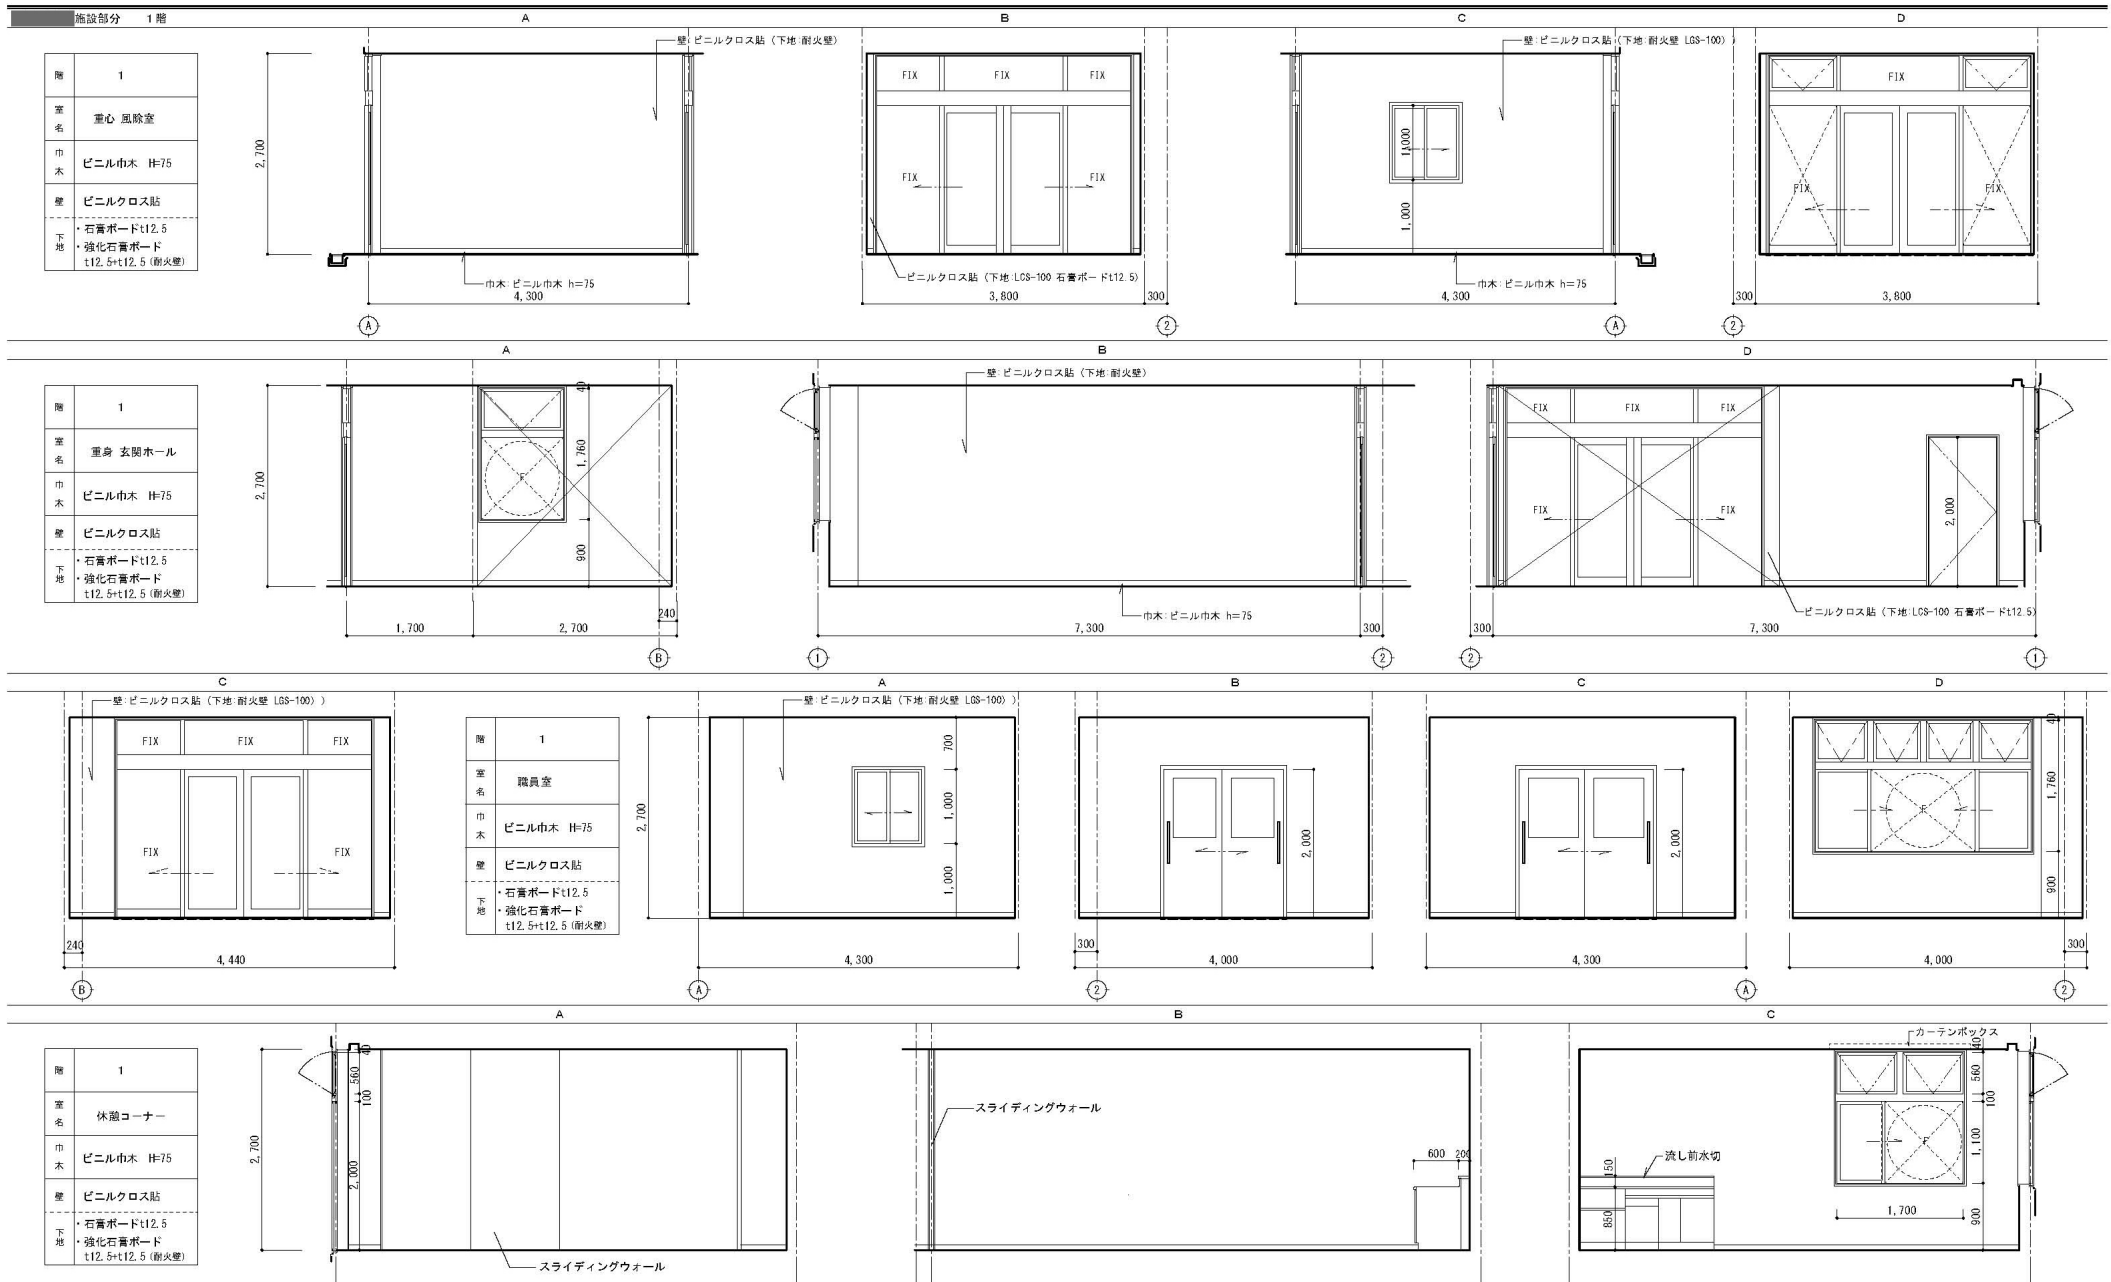 施設部分 1階
A
B
C
D
階 1
室名 重心 風除室
巾木 ビニル巾木 H=75
壁 ビニルクロス貼
下地 ・石膏ボードt12.5
・強化石膏ボード
t12.5+t12.5(耐火壁)
壁:ビニルクロス貼(下地:耐火壁)
2,700
巾木:ビニル巾木 h=75
4,300
A
FIX FIX FIX
FIX FIX
ビニルクロス貼(下地:LGS-100 石膏ボードt12.5)
3,800 300
2
壁:ビニルクロス貼(下地:耐火壁 LGS-100)
1,000
1,000
巾木:ビニル巾木 h=75
4,300
A
FIX
FIX FIX
300 3,800
2
A
B
D
階 1
室名 重身 玄関ホール
巾木 ビニル巾木 H=75
壁 ビニルクロス貼
下地 ・石膏ボードt12.5
・強化石膏ボード
t12.5+t12.5(耐火壁)
2,700
40
1,760
F
900
240
1,700 2,700
B
壁:ビニルクロス貼(下地:耐火壁)
巾木:ビニル巾木 h=75
7,300 300
1 2
FIX FIX FIX
FIX FIX
2,000
ビニルクロス貼(下地:LGS-100 石膏ボードt12.5)
300 7,300
2 1
C
A
B
C
D
壁:ビニルクロス貼(下地:耐火壁 LGS-100))
FIX FIX FIX
FIX FIX
240
4,440
B
階 1
室名 職員室
巾木 ビニル巾木 H=75
壁 ビニルクロス貼
下地 ・石膏ボードt12.5
・強化石膏ボード
t12.5+t12.5(耐火壁)
壁:ビニルクロス貼(下地:耐火壁 LGS-100))
2,700
700
1,000
1,000
4,300
A
2,000
300
4,000
2
2,000
4,300
A
40
1,760
F
900
300
4,000
2
A
B
C
階 1
室名 休憩コーナー
巾木 ビニル巾木 H=75
壁 ビニルクロス貼
下地 ・石膏ボードt12.5
・強化石膏ボード
t12.5+t12.5(耐火壁)
2,700
40
560
100
2,000
スライディングウォール
スライディングウォール
600 200
カーテンボックス
40
560
100
1,100
F
流し前水切
150
850
1,700
900